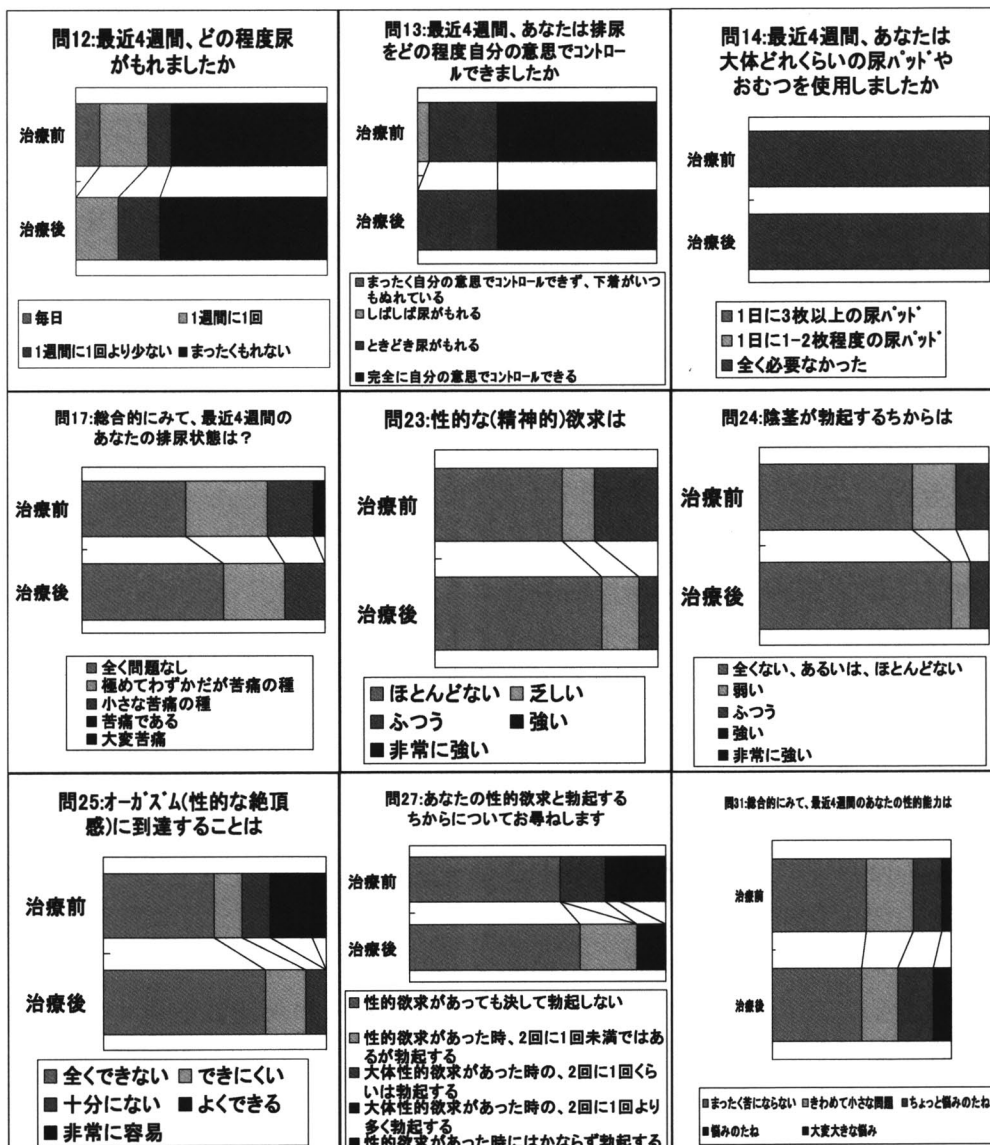 問12:最近4週間、どの程度尿
がもれましたか
治療前
治療後
毎日
1週間に1回
1週間に1回より少ない
まったくもれない
問13:最近4週間、あなたは排尿
をどの程度自分の意思でコントロー
ルできましたか
治療前
治療後
まったく自分の意思でコントロールできず、下着がいつ
もぬれている
しばしば尿がもれる
ときどき尿がもれる
完全に自分の意思でコントロールできる
問14:最近4週間、あなたは
大体どれくらいの尿パッドや
おむつを使用しましたか
治療前
治療後
1日に3枚以上の尿パッド
1日に1-2枚程度の尿パッド
全く必要なかった
問17:総合的にみて、最近4週間の
あなたの排尿状態は？
治療前
治療後
全く問題なし
極めてわずかだが苦痛の種
小さな苦痛の種
苦痛である
大変苦痛
問23:性的な(精神的)欲求は
治療前
治療後
ほとんどない
乏しい
ふつう
強い
非常に強い
問24:陰茎が勃起するちからは
治療前
治療後
全くない、あるいは、ほとんどない
弱い
ふつう
強い
非常に強い
問25:オーガズム(性的な絶頂
感)に到達することは
治療前
治療後
全くできない
できにくい
十分にない
よくできる
非常に容易
問27:あなたの性的欲求と勃起する
ちからについてお尋ねします
治療前
治療後
性的欲求があっても決して勃起しない
性的欲求があった時、2回に1回未満ではあ
るが勃起する
大体性的欲求があった時の、2回に1回くら
いは勃起する
大体性的欲求があった時の、2回に1回より
多く勃起する
性的欲求があった時にはかならず勃起する
問31:総合的にみて、最近4週間のあなたの性的能力は
治療前
治療後
まったく苦にならない
きわめて小さな問題
ちょっと悩みのたね
悩みのたね
大変大きな悩み